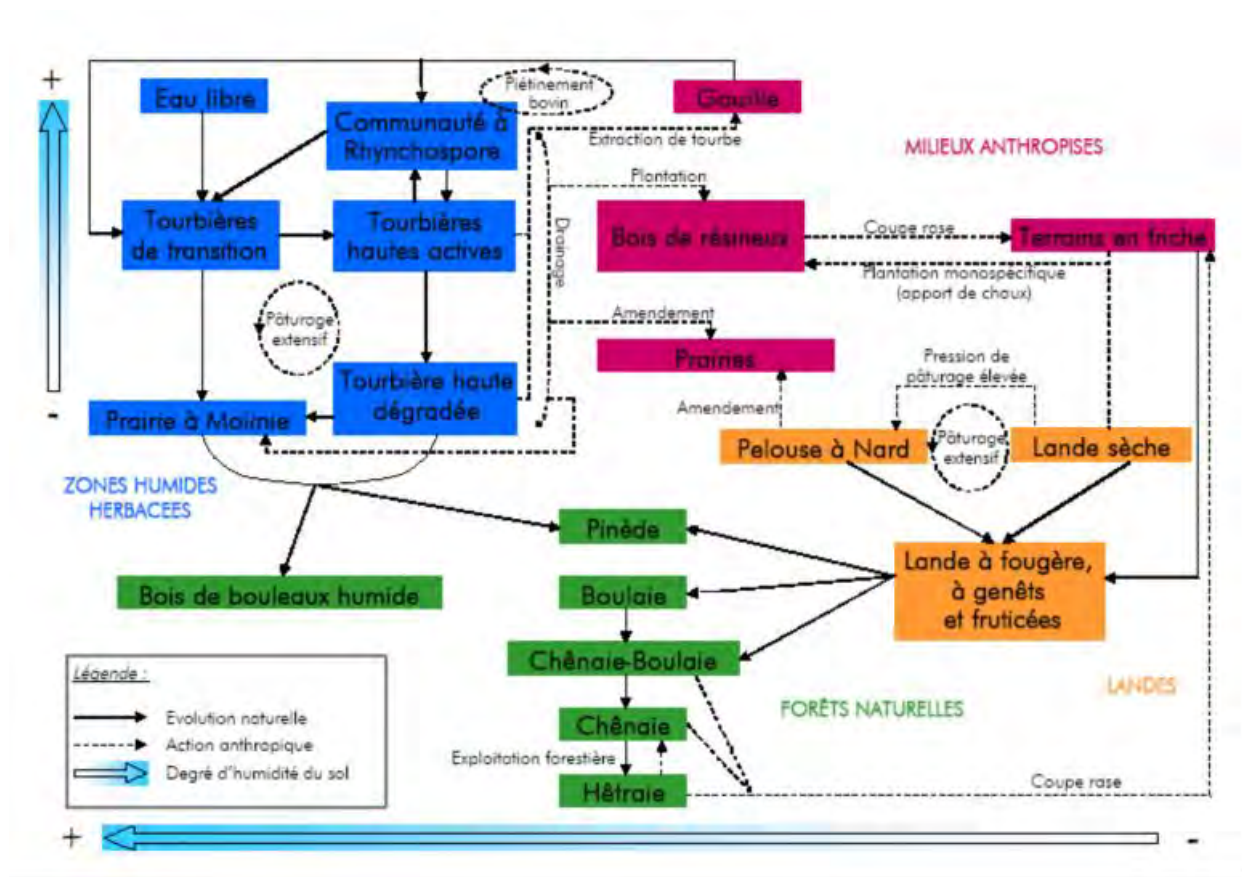 +
Eau libre
Piétinement
bovin
Gouille
Communauté à
Rhynchospore
Extraction de tourbe
MILIEUX ANTHROPISES
Plantation
Tourbières
de transition
Tourbières
hautes actives
Drainage
Bois de résineux
Coupe rase
Terrains en friche
Plantation monospécifique
(apport de chaux)
Pâturage
extensif
Amendement
Prairies
Pression de
pâturage élevée
Tourbière haute
dégradée
-
Prairie à Molinie
Amendement
Pelouse à Nard
Pâturage
extensif
Lande sèche
ZONES HUMIDES
HERBACEES
Pinède
Lande à fougère,
à genêts
et fruticées
Bois de bouleaux humide
Boulaie
Chênaie-Boulaie
LANDES
FORÊTS NATURELLES
Légende :
Evolution naturelle
Action anthropique
Degré d'humidité du sol
Chênaie
Exploitation forestière
Hêtraie
Coupe rase
+
-